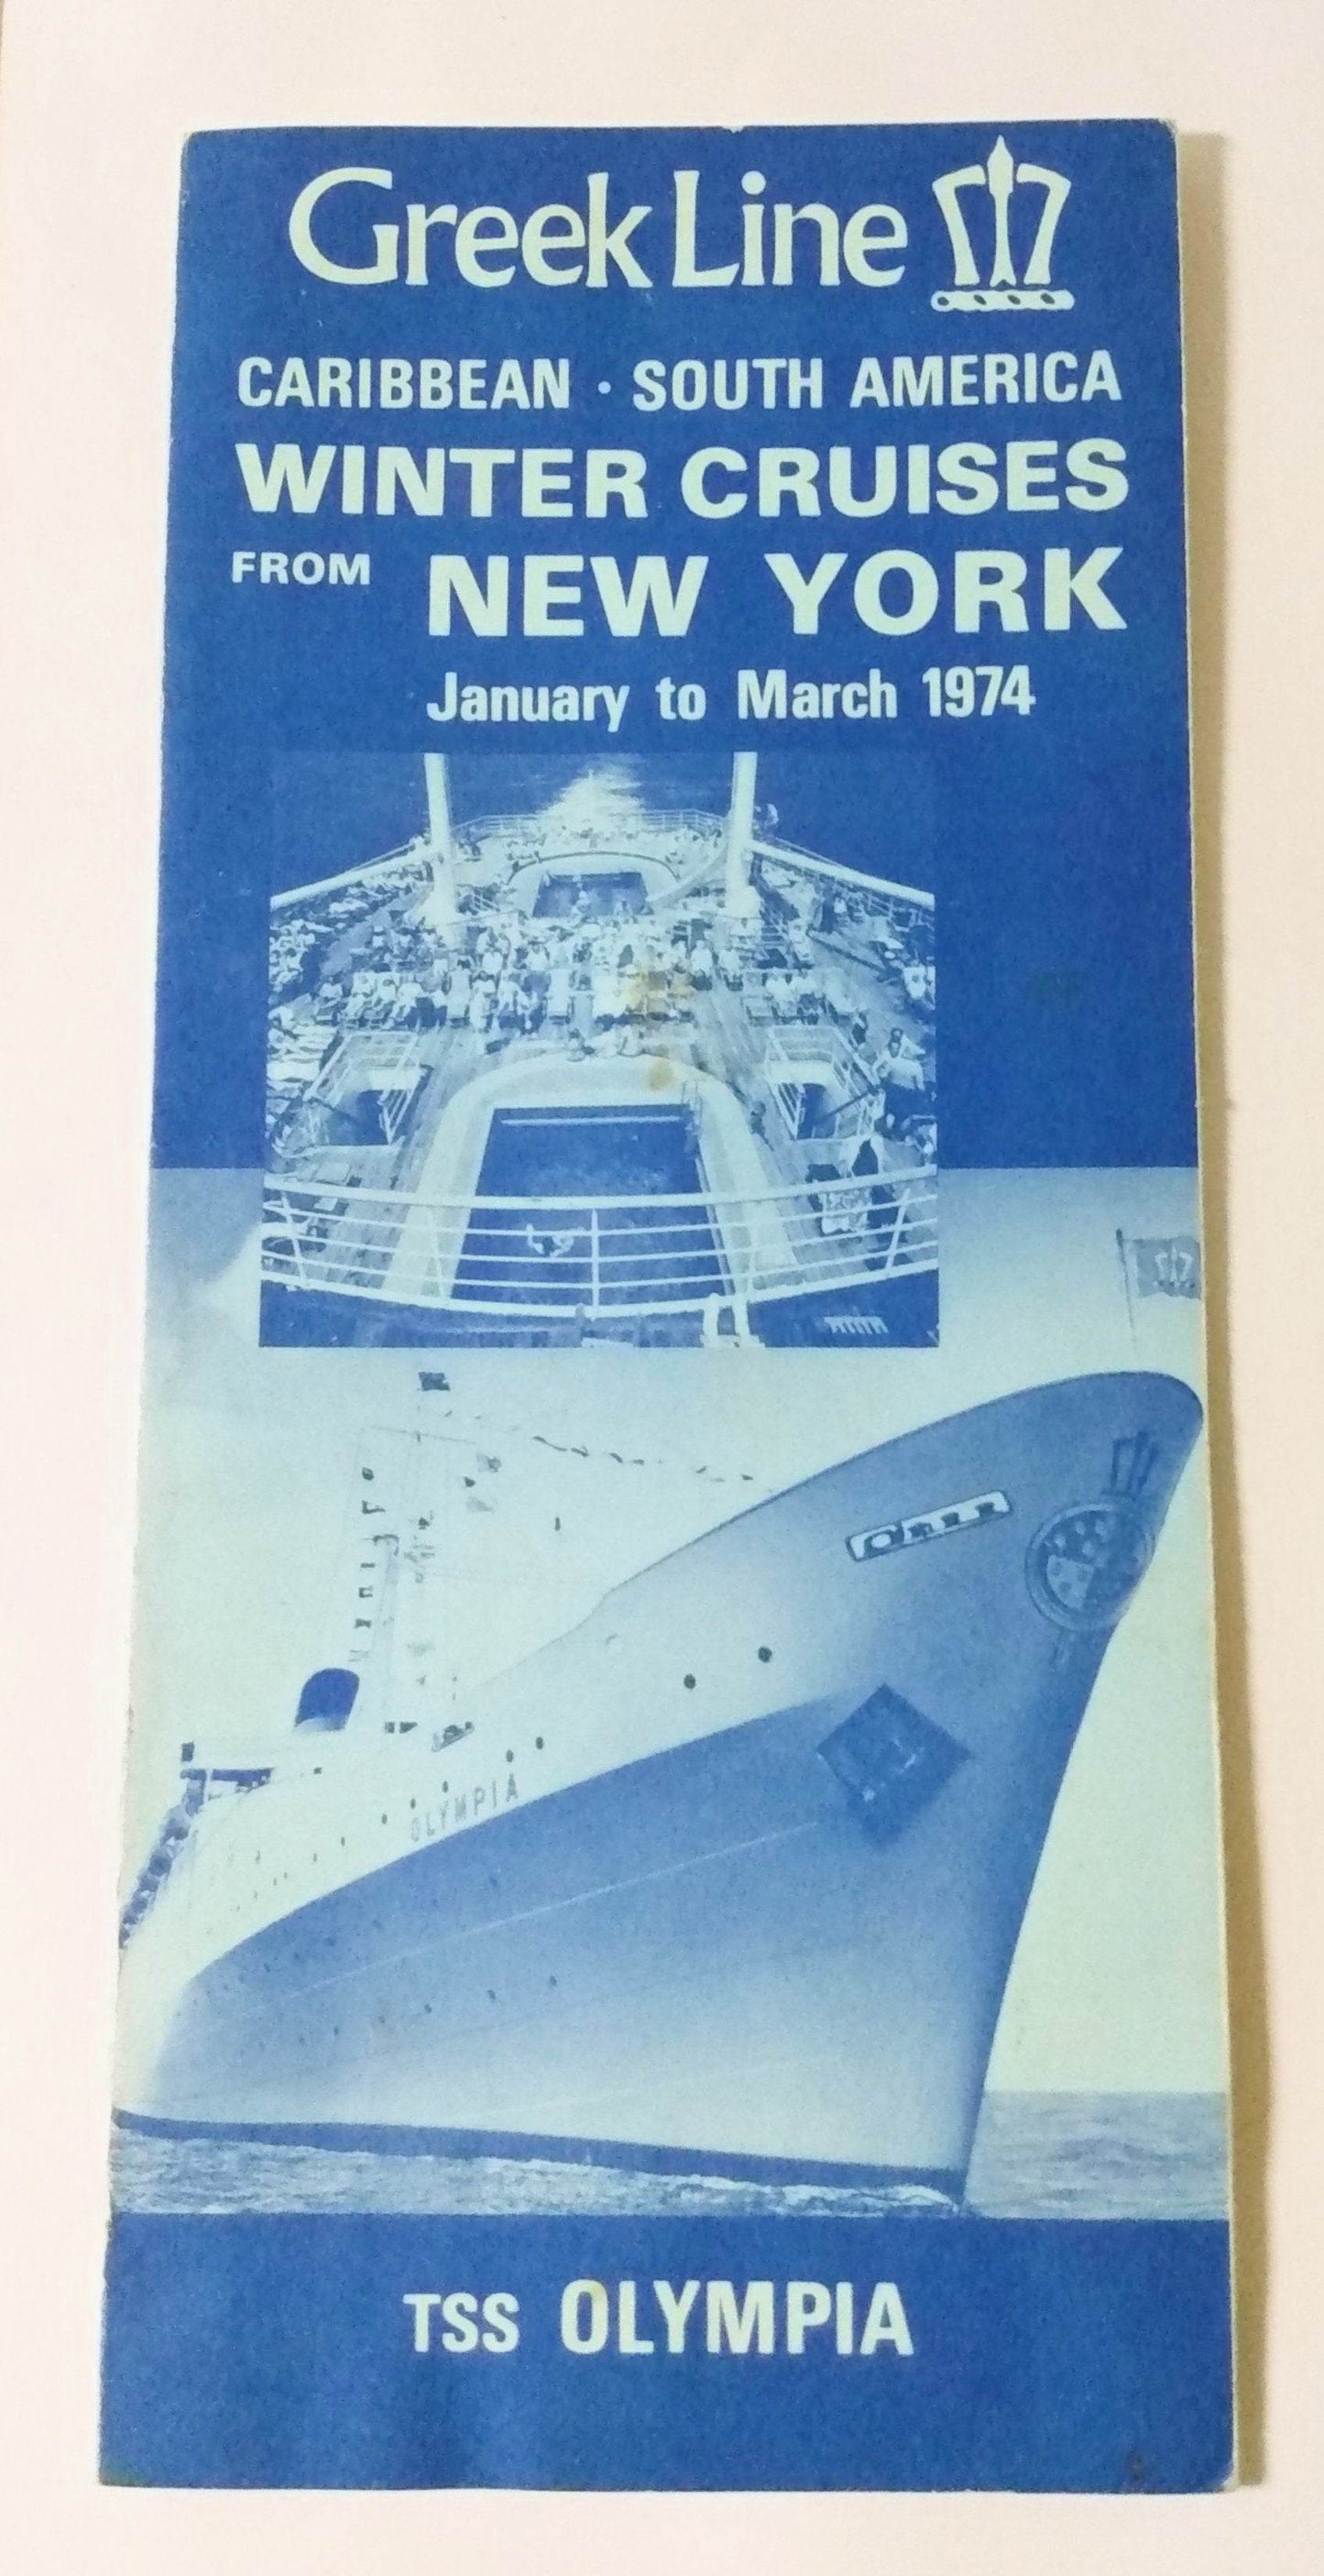 Greek Line
CARIBBEAN · SOUTH AMERICA
WINTER CRUISES
FROM NEW YORK
January to March 1974
OLYMPIA
TSS OLYMPIA